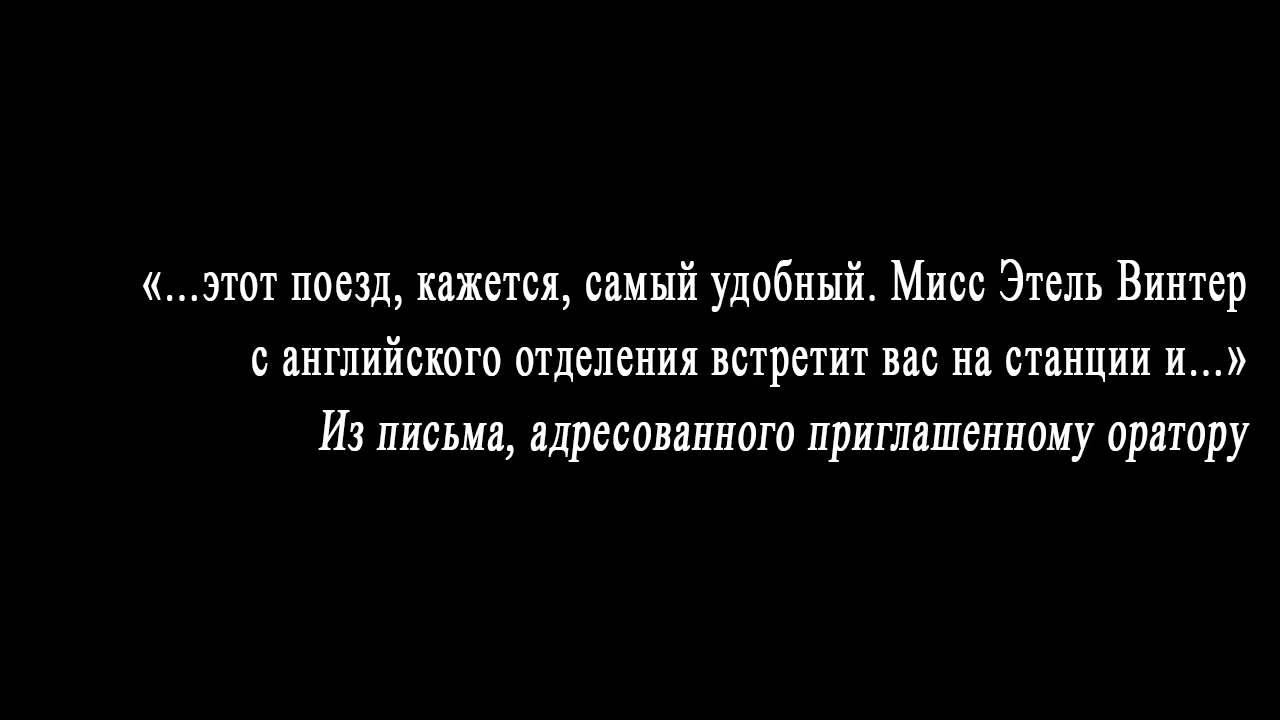 «...этот поезд, кажется, самый удобный. Мисс Этель Винтер
с английского отделения встретит вас на станции и...»
Из письма, адресованного приглашенному оратору